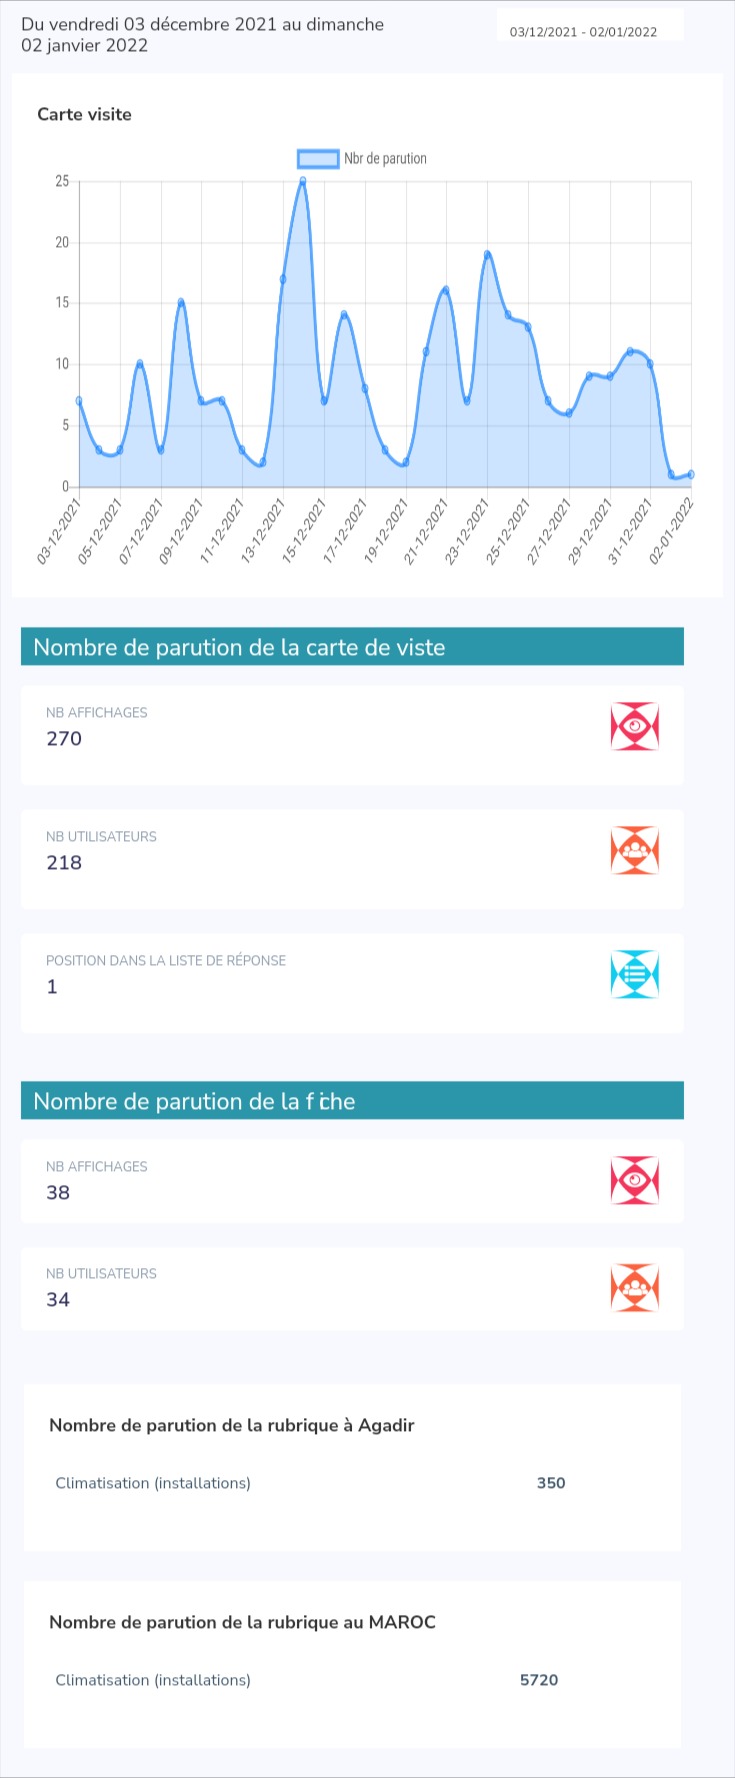 Du vendredi 03 décembre 2021 au dimanche
02 janvier 2022
03/12/2021 - 02/01/2022
Carte visite
Nbr de parution
25
20
15
10
5
0
03-12-2021
05-12-2021
07-12-2021
09-12-2021
11-12-2021
13-12-2021
15-12-2021
17-12-2021
19-12-2021
21-12-2021
23-12-2021
25-12-2021
27-12-2021
29-12-2021
31-12-2021
02-01-2022
Nombre de parution de la carte de viste
NB AFFICHAGES
270
NB UTILISATEURS
218
POSITION DANS LA LISTE DE RÉPONSE
1
Nombre de parution de la fiche
NB AFFICHAGES
38
NB UTILISATEURS
34
Nombre de parution de la rubrique à Agadir
Climatisation (installations) 350
Nombre de parution de la rubrique au MAROC
Climatisation (installations) 5720